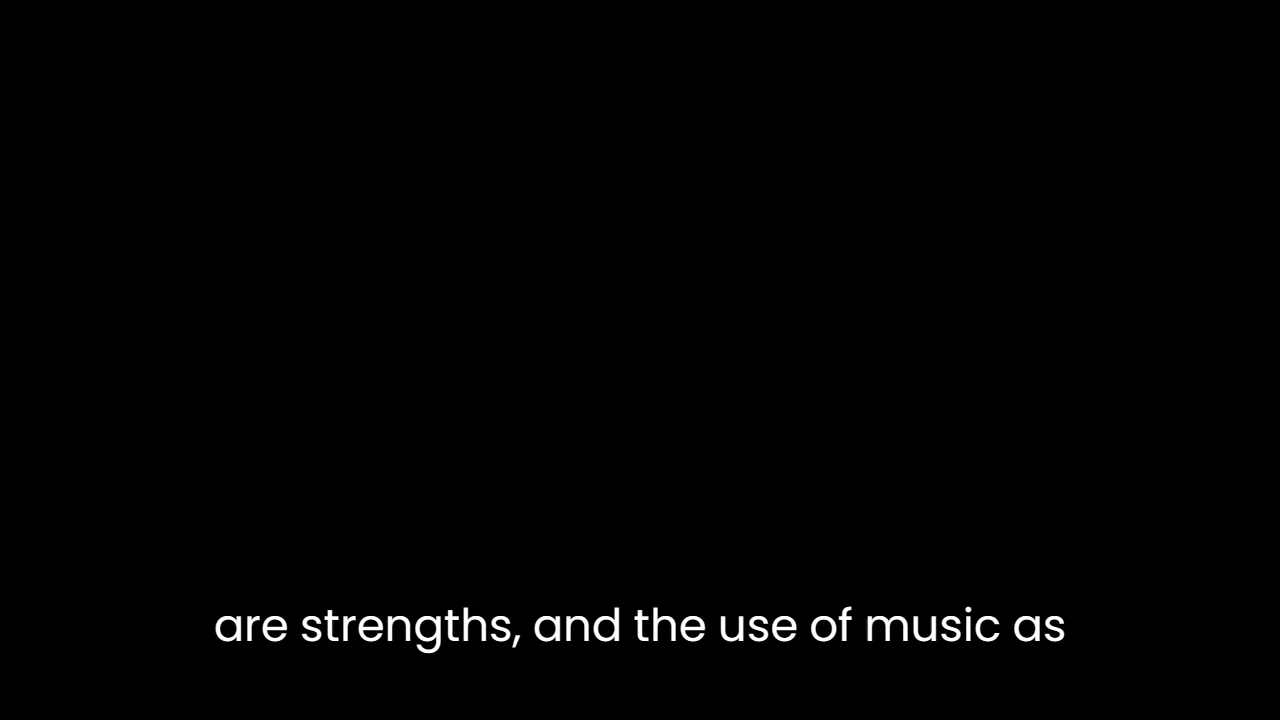 are strengths, and the use of music as